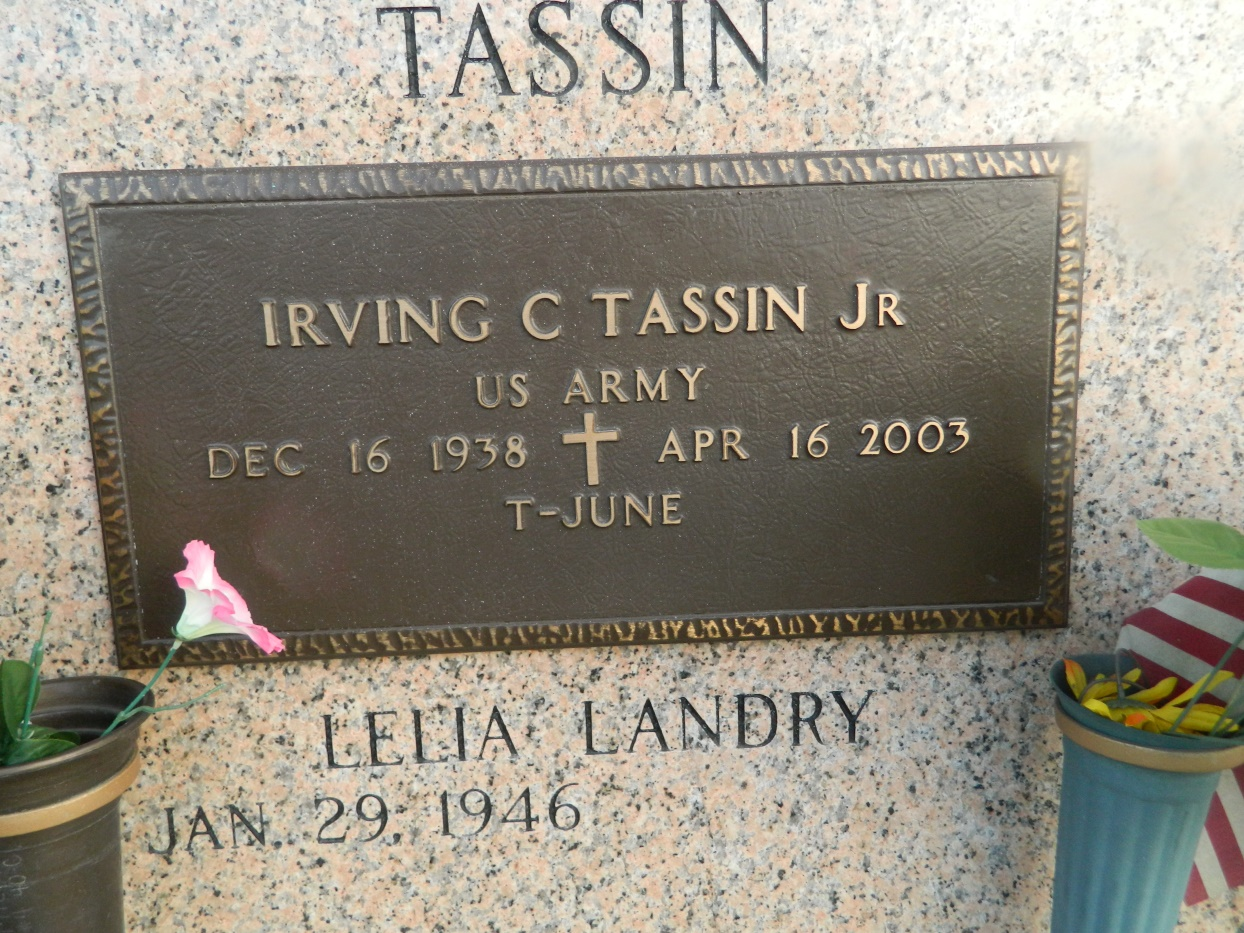 TASSIN
IRVING C TASSIN JR
US ARMY
DEC 16 1938 APR 16 2003
T-JUNE
LELIA LANDRY
JAN. 29, 1946